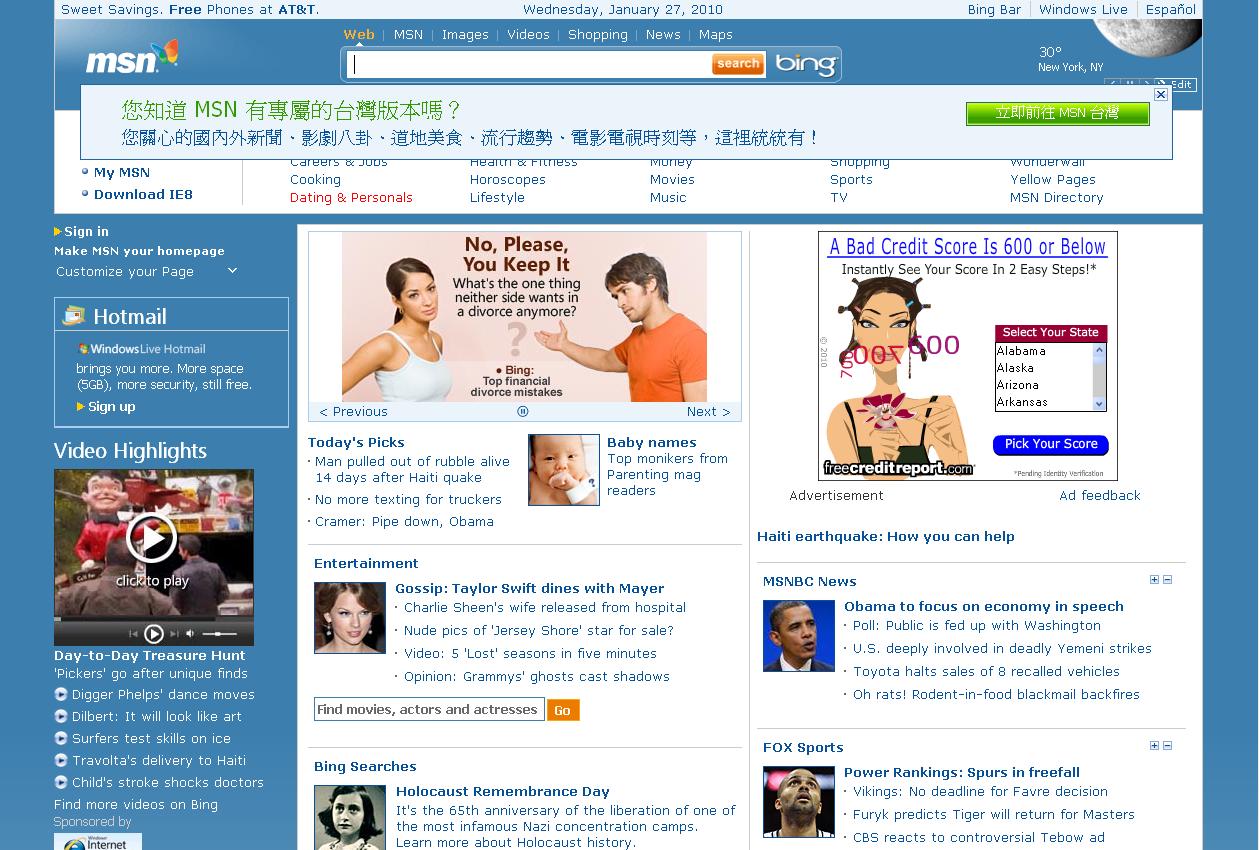 Sweet Savings. Free Phones at AT&T.
Wednesday, January 27, 2010
Bing Bar
Windows Live
Español
Web
MSN
Images
Videos
Shopping
News
Maps
msn
search
bing
30°
New York, NY
Edit
您知道 MSN 有專屬的台灣版本嗎？
您關心的國內外新聞、影劇八卦、道地美食、流行趨勢、電影電視時刻等，這裡統統有！
立即前往 MSN 台灣
My MSN
Download IE8
Careers & Jobs
Cooking
Dating & Personals
Health & Fitness
Horoscopes
Lifestyle
Money
Movies
Music
Shopping
Sports
TV
Wonderwall
Yellow Pages
MSN Directory
Sign in
Make MSN your homepage
Customize your Page
Hotmail
Windows Live Hotmail
brings you more. More space
(5GB), more security, still free.
Sign up
Video Highlights
click to play
Day-to-Day Treasure Hunt
'Pickers' go after unique finds
Digger Phelps' dance moves
Dilbert: It will look like art
Surfers test skills on ice
Travolta's delivery to Haiti
Child's stroke shocks doctors
Find more videos on Bing
Sponsored by
Windows
Internet
No, Please,
You Keep It
What's the one thing
neither side wants in
a divorce anymore?
?
• Bing:
Top financial
divorce mistakes
< Previous
Next >
Today's Picks
Man pulled out of rubble alive
14 days after Haiti quake
No more texting for truckers
Cramer: Pipe down, Obama
Baby names
Top monikers from
Parenting mag
readers
Entertainment
Gossip: Taylor Swift dines with Mayer
Charlie Sheen's wife released from hospital
Nude pics of 'Jersey Shore' star for sale?
Video: 5 'Lost' seasons in five minutes
Opinion: Grammys' ghosts cast shadows
Find movies, actors and actresses
Go
Bing Searches
Holocaust Remembrance Day
It's the 65th anniversary of the liberation of one of
the most infamous Nazi concentration camps.
Learn more about Holocaust history.
A Bad Credit Score Is 600 or Below
Instantly See Your Score In 2 Easy Steps!*
© 2010
700
700
600
Select Your State
Alabama
Alaska
Arizona
Arkansas
Pick Your Score
freecreditreport.com
*Pending Identity Verification
Advertisement
Ad feedback
Haiti earthquake: How you can help
MSNBC News
Obama to focus on economy in speech
Poll: Public is fed up with Washington
U.S. deeply involved in deadly Yemeni strikes
Toyota halts sales of 8 recalled vehicles
Oh rats! Rodent-in-food blackmail backfires
FOX Sports
Power Rankings: Spurs in freefall
Vikings: No deadline for Favre decision
Furyk predicts Tiger will return for Masters
CBS reacts to controversial Tebow ad